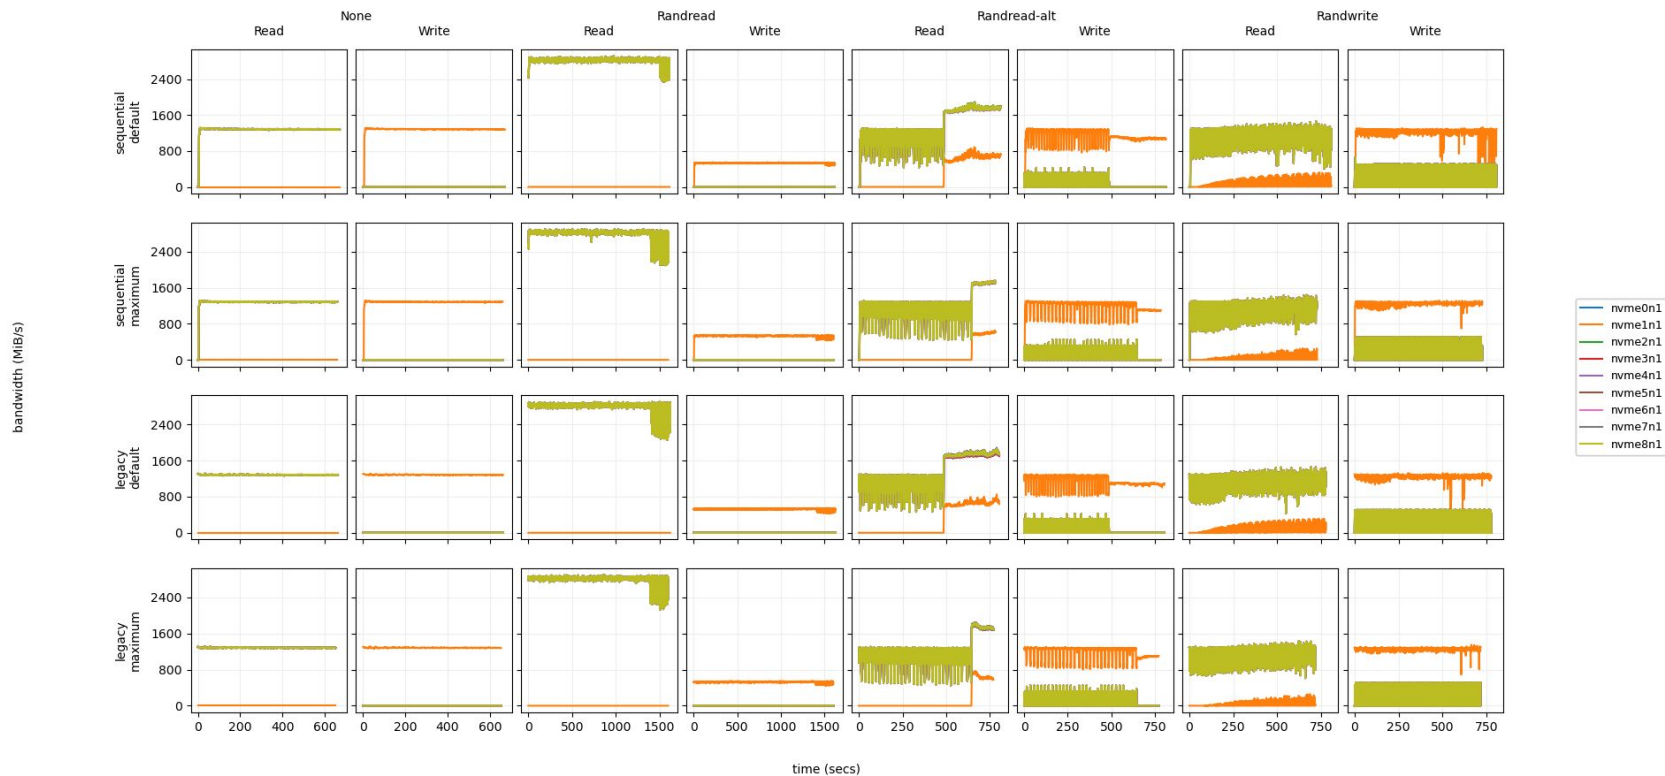 None Randread Randread-alt Randwrite
Read Write Read Write Read Write Read Write
2400
1600
800
0
sequential
default
2400
1600
800
0
sequential
maximum
2400
1600
800
0
legacy
default
2400
1600
800
0
legacy
maximum
0 200 400 600 0 200 400 600 0 500 1000 1500 0 500 1000 1500 0 250 500 750 0 250 500 750 0 250 500 750 0 250 500 750
bandwidth (MiB/s)
time (secs)
nvme0n1
nvme1n1
nvme2n1
nvme3n1
nvme4n1
nvme5n1
nvme6n1
nvme7n1
nvme8n1